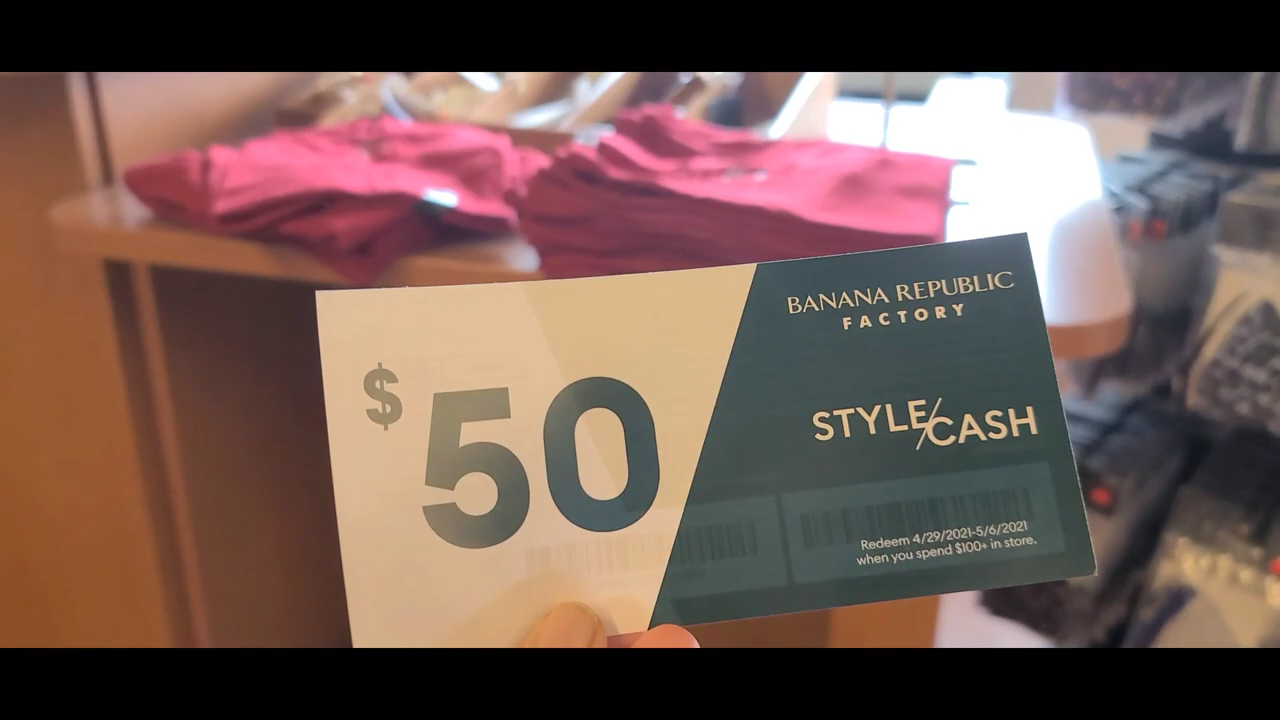 $50
BANANA REPUBLIC
FACTORY
STYLE/CASH
Redeem 4/29/2021-5/6/2021
when you spend $100+ in store.